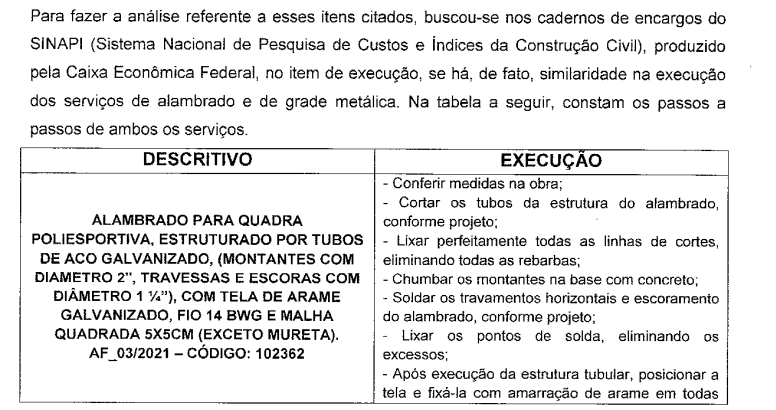 Para fazer a análise referente a esses itens citados, buscou-se nos cadernos de encargos do
SINAPI (Sistema Nacional de Pesquisa de Custos e Índices da Construção Civil), produzido
pela Caixa Econômica Federal, no item de execução, se há, de fato, similaridade na execução
dos serviços de alambrado e de grade metálica. Na tabela a seguir, constam os passos a
passos de ambos os serviços.
DESCRITIVO
ALAMBRADO PARA QUADRA
POLIESPORTIVA, ESTRUTURADO POR TUBOS
DE ACO GALVANIZADO, (MONTANTES COM
DIAMETRO 2", TRAVESSAS E ESCORAS COM
DIÂMETRO 1 ¼"), COM TELA DE ARAME
GALVANIZADO, FIO 14 BWG E MALHA
QUADRADA 5X5CM (EXCETO MURETA).
AF_03/2021 – CÓDIGO: 102362
EXECUÇÃO
- Conferir medidas na obra;
- Cortar os tubos da estrutura do alambrado,
conforme projeto;
- Lixar perfeitamente todas as linhas de cortes,
eliminando todas as rebarbas;
- Chumbar os montantes na base com concreto;
- Soldar os travamentos horizontais e escoramento
do alambrado, conforme projeto;
- Lixar os pontos de solda, eliminando os
excessos;
- Após execução da estrutura tubular, posicionar a
tela e fixá-la com amarração de arame em todas